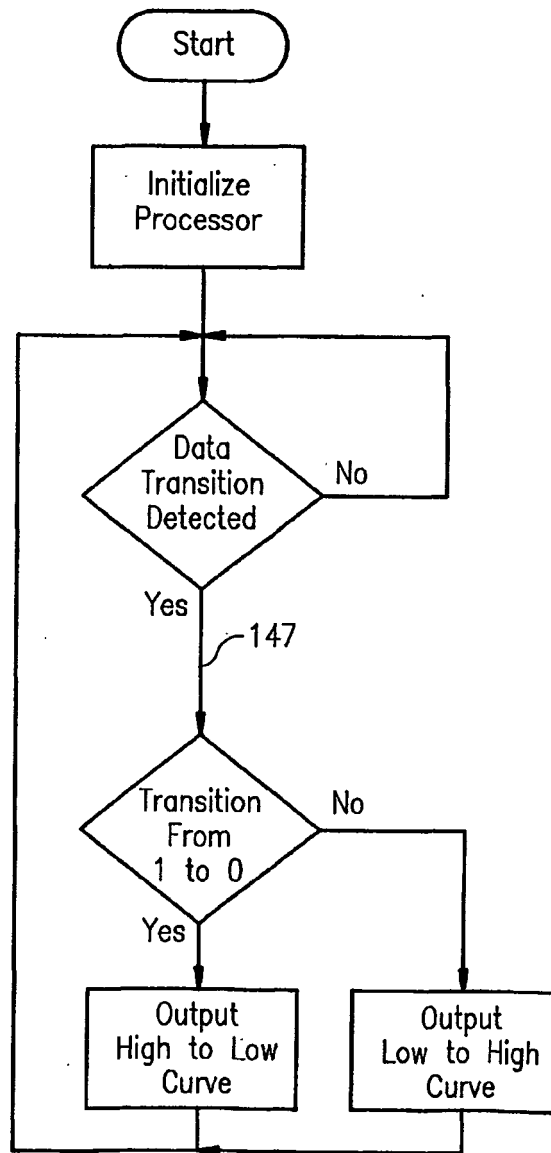 Start
Initialize
Processor
Data
Transition
Detected
No
Yes
147
Transition
From
1 to 0
No
Yes
Output
High to Low
Curve
Output
Low to High
Curve